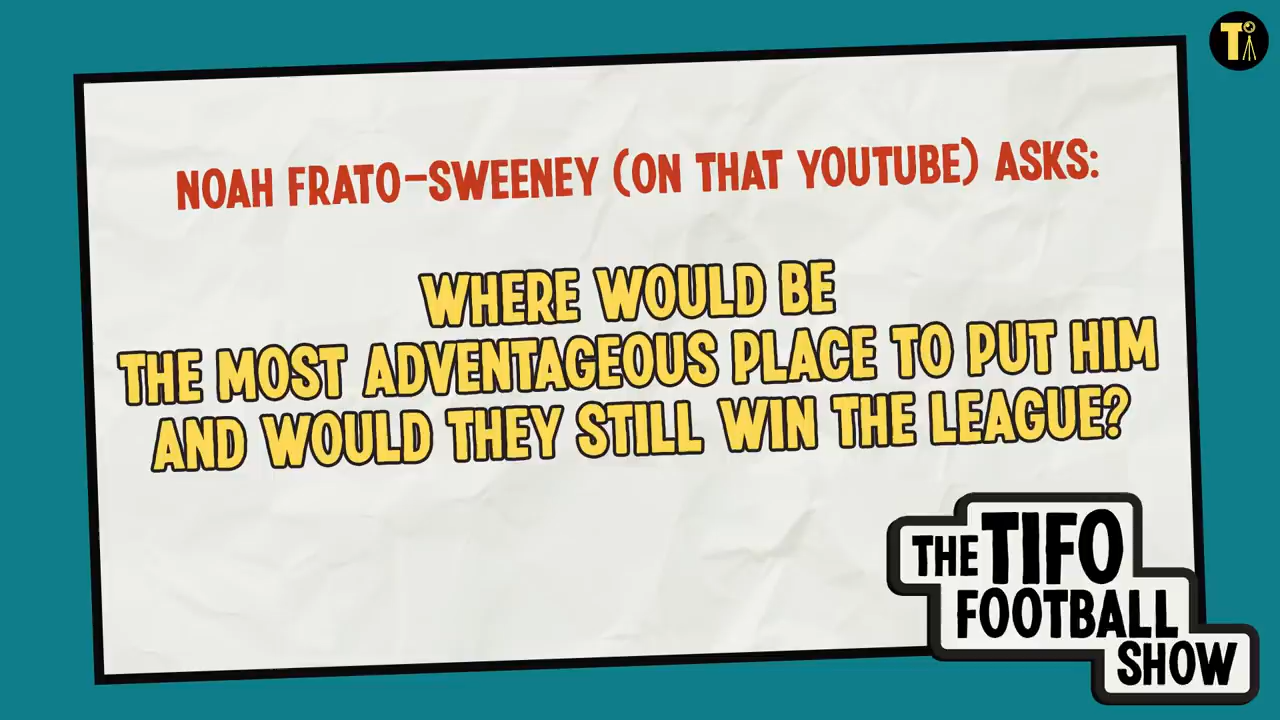 NOAH FRATO-SWEENEY (ON THAT YOUTUBE) ASKS:
WHERE WOULD BE
THE MOST ADVENTAGEOUS PLACE TO PUT HIM
AND WOULD THEY STILL WIN THE LEAGUE?
THE TIFO
FOOTBALL
SHOW
T